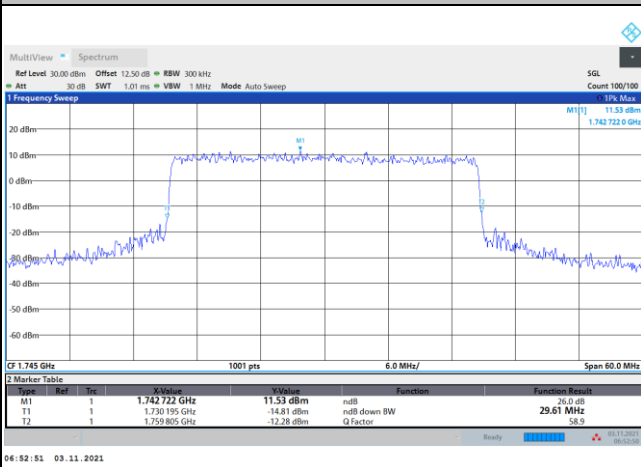 MultiView Spectrum
Ref Level 30.00 dBm Offset 12.50 dB RBW 300 kHz SGL
Att 30 dB SWT 1.01 ms VBW 1 MHz Mode Auto Sweep Count 100/100
1 Frequency Sweep 1Pk Max
M1[1] 11.53 dBm
1.742 722 0 GHz
20 dBm
M1
10 dBm
0 dBm
-10 dBm
T1 T2
-20 dBm
-30 dBm
-40 dBm
-50 dBm
-60 dBm
CF 1.745 GHz 1001 pts 6.0 MHz/ Span 60.0 MHz
2 Marker Table
Type Ref Trc X-Value Y-Value Function Function Result
M1 1 1.742 722 GHz 11.53 dBm ndB 26.0 dB
T1 1 1.730 195 GHz -14.81 dBm ndB down BW 29.61 MHz
T2 1 1.759 805 GHz -12.28 dBm Q Factor 58.9
Ready 03.11.2021
06:52:50
06:52:51 03.11.2021